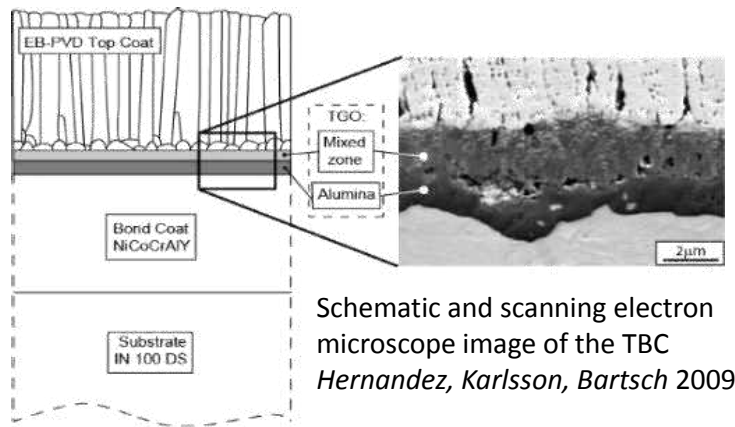 EB-PVD Top Coat
TGO:
Mixed
zone
Alumina
Bond Coat
NiCoCrAlY
Substrate
IN 100 DS
2μm
Schematic and scanning electron
microscope image of the TBC
Hernandez, Karlsson, Bartsch 2009